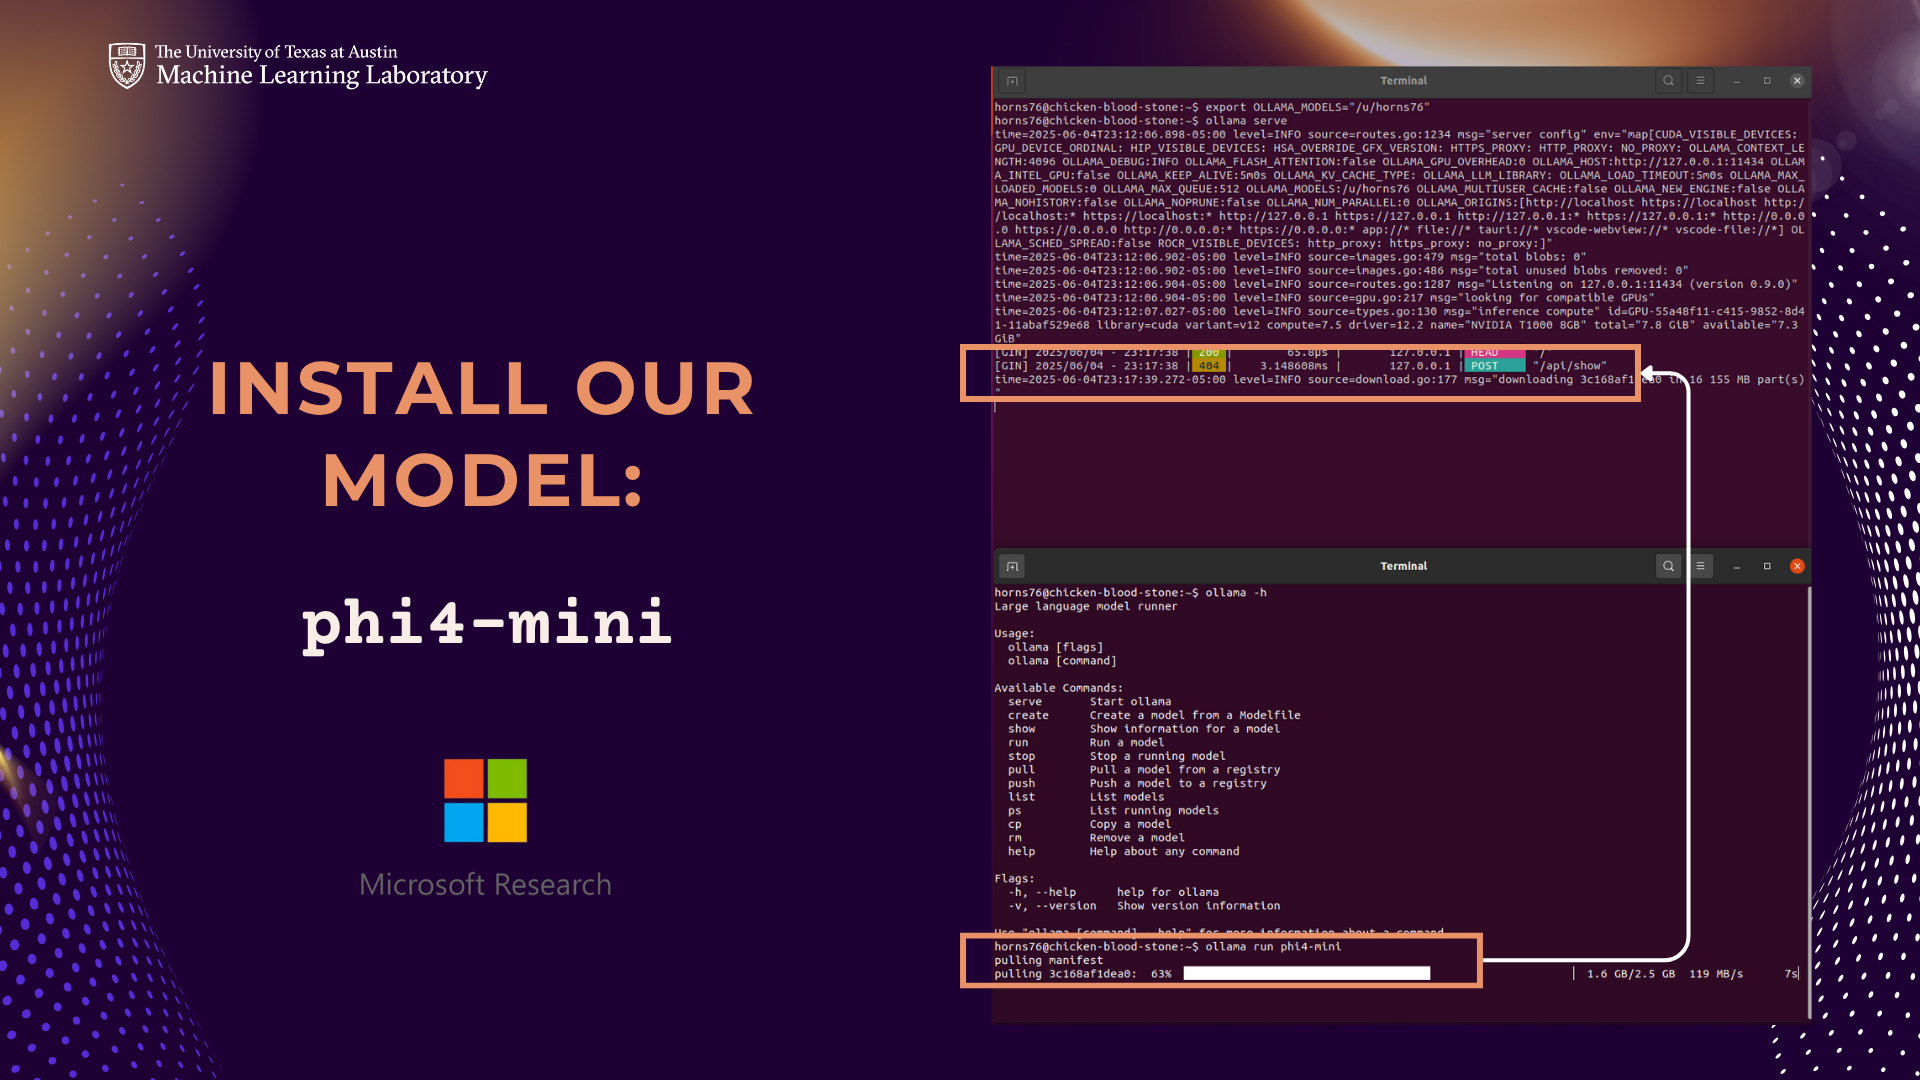 The University of Texas at Austin
Machine Learning Laboratory
INSTALL OUR
MODEL:
phi4-mini
Microsoft Research
Terminal
horns76@chicken-blood-stone:~$ export OLLAMA_MODELS="/u/horns76"
horns76@chicken-blood-stone:~$ ollama serve
time=2025-06-04T23:12:06.898-05:00 level=INFO source=routes.go:1234 msg="server config" env="map[CUDA_VISIBLE_DEVICES:
GPU_DEVICE_ORDINAL: HIP_VISIBLE_DEVICES: HSA_OVERRIDE_GFX_VERSION: HTTPS_PROXY: HTTP_PROXY: NO_PROXY: OLLAMA_CONTEXT_LE
NGTH:4096 OLLAMA_DEBUG:INFO OLLAMA_FLASH_ATTENTION:false OLLAMA_GPU_OVERHEAD:0 OLLAMA_HOST:http://127.0.0.1:11434 OLLAM
A_INTEL_GPU:false OLLAMA_KEEP_ALIVE:5m0s OLLAMA_KV_CACHE_TYPE: OLLAMA_LLM_LIBRARY: OLLAMA_LOAD_TIMEOUT:5m0s OLLAMA_MAX_
LOADED_MODELS:0 OLLAMA_MAX_QUEUE:512 OLLAMA_MODELS:/u/horns76 OLLAMA_MULTIUSER_CACHE:false OLLAMA_NEW_ENGINE:false OLLA
MA_NOHISTORY:false OLLAMA_NOPRUNE:false OLLAMA_NUM_PARALLEL:0 OLLAMA_ORIGINS:[http://localhost https://localhost http:/
/localhost:* https://localhost:* http://127.0.0.1 https://127.0.0.1 http://127.0.0.1:* https://127.0.0.1:* http://0.0.0
.0 https://0.0.0.0 http://0.0.0.0:* https://0.0.0.0:* app://* file://* tauri://* vscode-webview://* vscode-file://*] OL
LAMA_SCHED_SPREAD:false ROCR_VISIBLE_DEVICES: http_proxy: https_proxy: no_proxy:]"
time=2025-06-04T23:12:06.902-05:00 level=INFO source=images.go:479 msg="total blobs: 0"
time=2025-06-04T23:12:06.902-05:00 level=INFO source=images.go:486 msg="total unused blobs removed: 0"
time=2025-06-04T23:12:06.904-05:00 level=INFO source=routes.go:1287 msg="Listening on 127.0.0.1:11434 (version 0.9.0)"
time=2025-06-04T23:12:06.904-05:00 level=INFO source=gpu.go:217 msg="looking for compatible GPUs"
time=2025-06-04T23:12:07.027-05:00 level=INFO source=types.go:130 msg="inference compute" id=GPU-55a48f11-c415-9852-8d4
1-11abaf529e68 library=cuda variant=v12 compute=7.5 driver=12.2 name="NVIDIA T1000 8GB" total="7.8 GiB" available="7.3
GiB"
[GIN] 2025/06/04 - 23:17:38 | 200 | 65.8µs | 127.0.0.1 | HEAD "/"
[GIN] 2025/06/04 - 23:17:38 | 404 | 3.148608ms | 127.0.0.1 | POST "/api/show"
time=2025-06-04T23:17:39.272-05:00 level=INFO source=download.go:177 msg="downloading 3c168af1dea0 in 16 155 MB part(s)
"
Terminal
horns76@chicken-blood-stone:~$ ollama -h
Large language model runner
Usage:
ollama [flags]
ollama [command]
Available Commands:
serve Start ollama
create Create a model from a Modelfile
show Show information for a model
run Run a model
stop Stop a running model
pull Pull a model from a registry
push Push a model to a registry
list List models
ps List running models
cp Copy a model
rm Remove a model
help Help about any command
Flags:
-h, --help help for ollama
-v, --version Show version information
Use "ollama [command] --help" for more information about a command.
horns76@chicken-blood-stone:~$ ollama run phi4-mini
pulling manifest
pulling 3c168af1dea0: 63% | 1.6 GB/2.5 GB 119 MB/s 7s